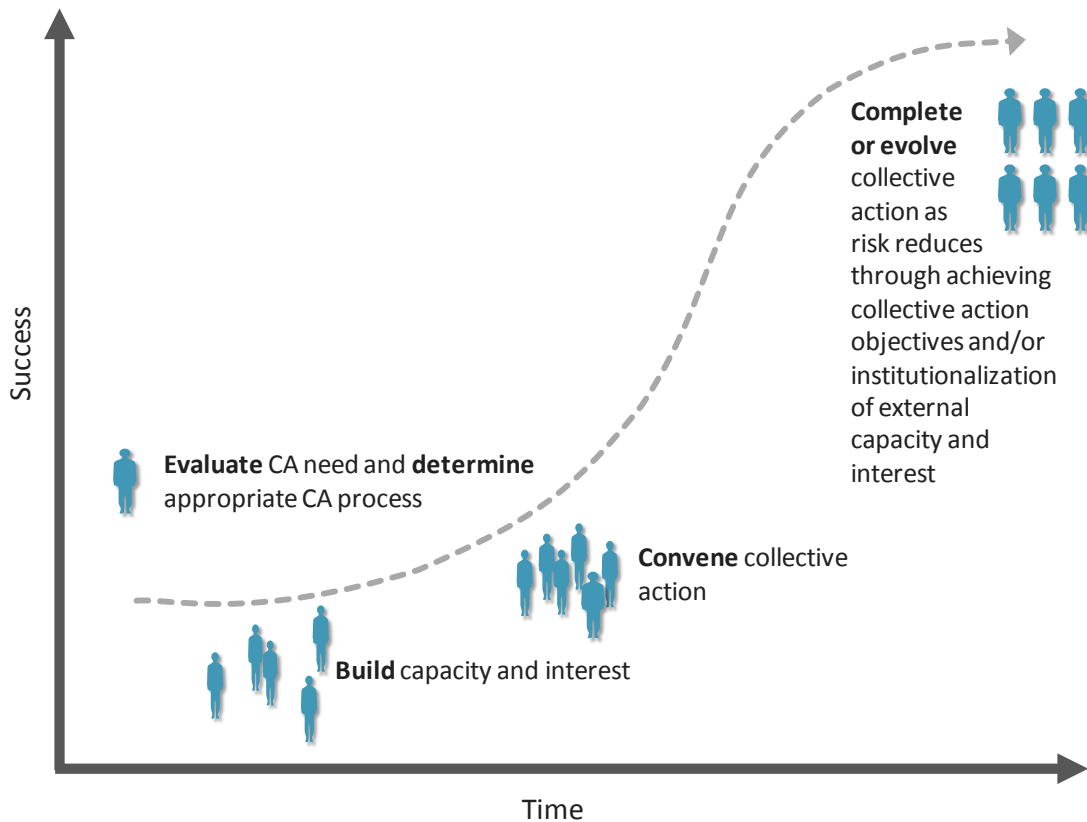 Success
Evaluate CA need and determine
appropriate CA process
Build capacity and interest
Convene collective
action
Complete
or evolve
collective
action as
risk reduces
through achieving
collective action
objectives and/or
institutionalization
of external
capacity and
interest
Time